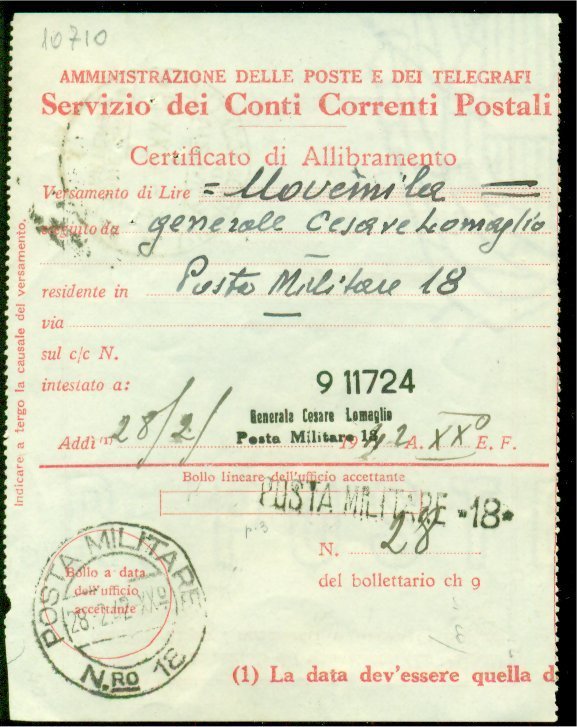 10710
AMMINISTRAZIONE DELLE POSTE E DEI TELEGRAFI
Servizio dei Conti Correnti Postali
Certificato di Allibramento
Versamento di Lire = Novemila =
eseguito da generale Cesare Lomaglio
residente in Posta Militare 18
via —
sul c/c N.
intestato a:
9 11724
Generale Cesare Lomaglio
Posta Militare 18
Addì (1) 28/2/ 1942 A. XX° E. F.
Indicare a tergo la causale del versamento.
Bollo lineare dell'ufficio accettante
POSTA MILITARE *18*
p. 3
N. 28
del bollettario ch 9
POSTA MILITARE
Bollo a data
dell'ufficio
accettante
28.2.42.XX
N.RO 18
(1) La data dev'essere quella d